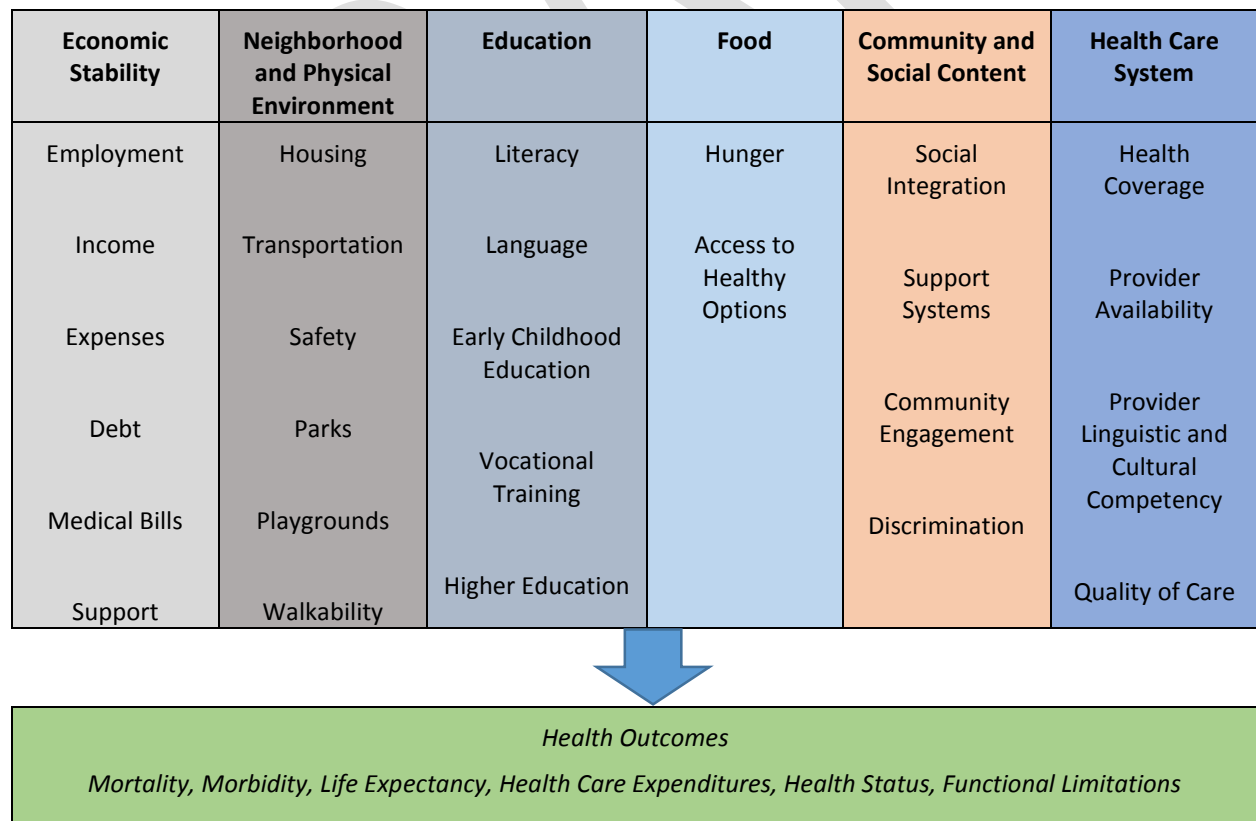 Economic
Stability
Neighborhood
and Physical
Environment
Education
Food
Community and
Social Content
Health Care
System
Employment
Income
Expenses
Debt
Medical Bills
Support
Housing
Transportation
Safety
Parks
Playgrounds
Walkability
Literacy
Language
Early Childhood
Education
Vocational
Training
Higher Education
Hunger
Access to
Healthy
Options
Social
Integration
Support
Systems
Community
Engagement
Discrimination
Health
Coverage
Provider
Availability
Provider
Linguistic and
Cultural
Competency
Quality of Care
Health Outcomes
Mortality, Morbidity, Life Expectancy, Health Care Expenditures, Health Status, Functional Limitations